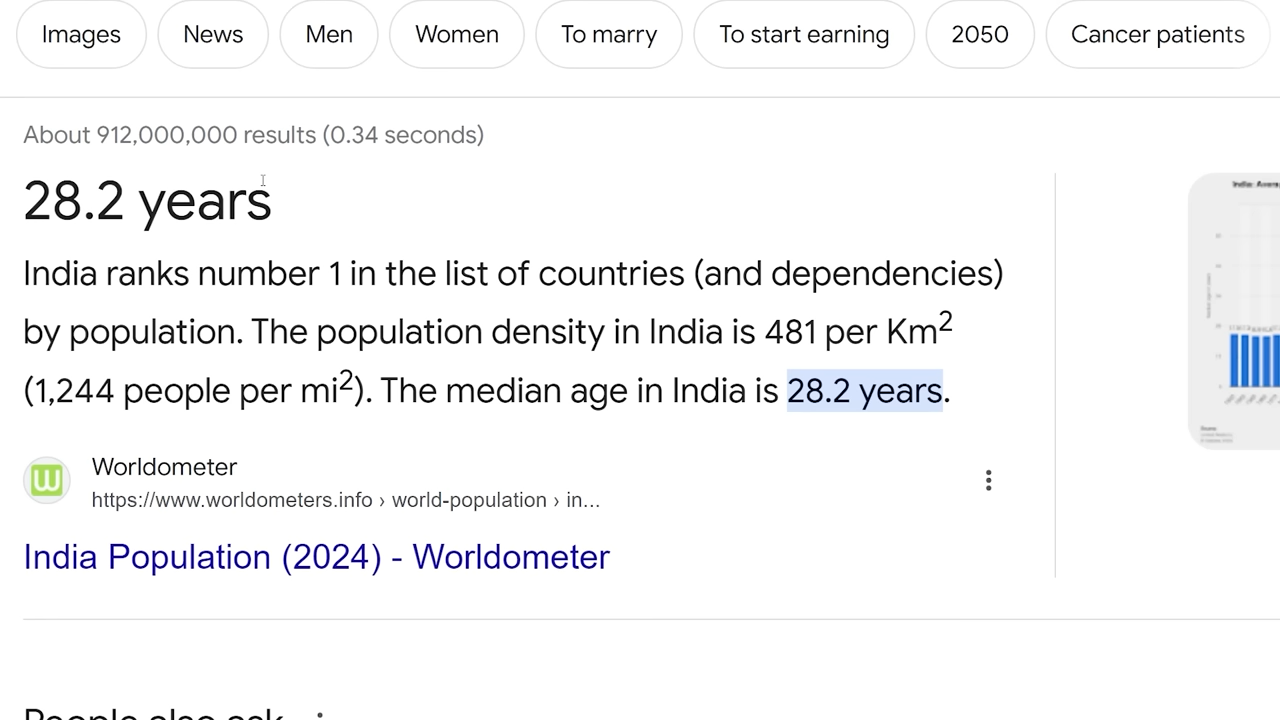 Images News Men Women To marry To start earning 2050 Cancer patients
About 912,000,000 results (0.34 seconds)
28.2 years
India ranks number 1 in the list of countries (and dependencies)
by population. The population density in India is 481 per Km²
(1,244 people per mi²). The median age in India is 28.2 years.
Worldometer
https://www.worldometers.info › world-population › in...
India Population (2024) - Worldometer
People also ask